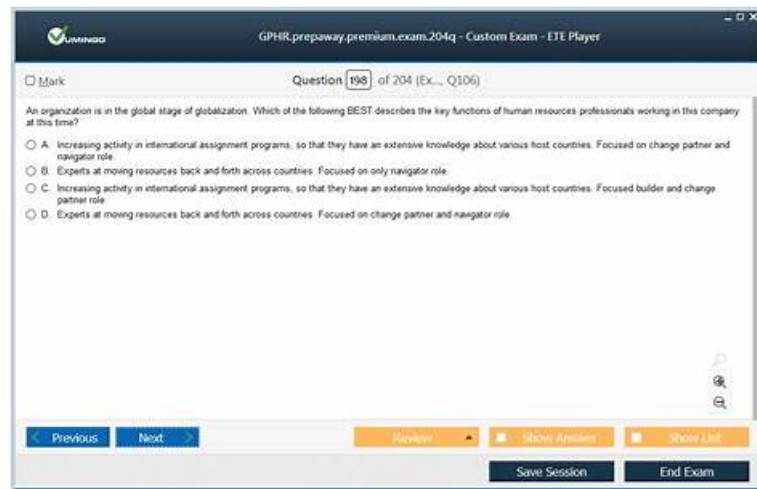 VUMINGO
GPHR.prepaway.premium.exam.204q - Custom Exam - ETE Player
Mark
Question 198 of 204 (Ex..., Q106)
An organization is in the global stage of globalization. Which of the following BEST describes the key functions of human resources professionals working in this company
at this time?
A. Increasing activity in international assignment programs, so that they have an extensive knowledge about various host countries. Focused on change partner and
navigator role.
B. Experts at moving resources back and forth across countries. Focused on only navigator role.
C. Increasing activity in international assignment programs, so that they have an extensive knowledge about various host countries. Focused builder and change
partner role.
D. Experts at moving resources back and forth across countries. Focused on change partner and navigator role.
Previous
Next
Review
Show Answer
Show List
Save Session
End Exam